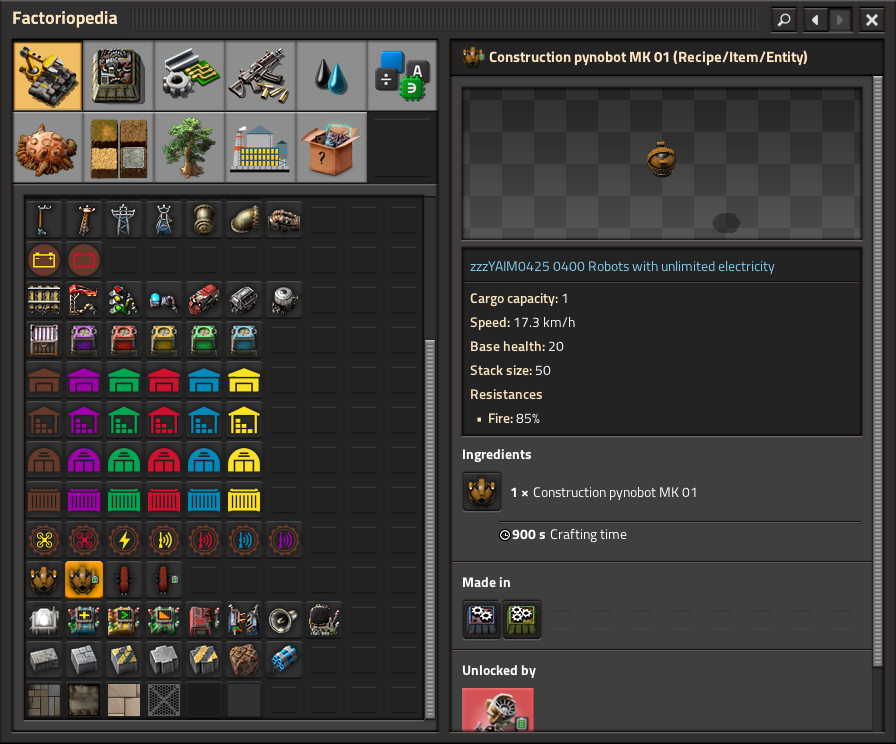 Factoriopedia
Construction pynobot MK 01 (Recipe/Item/Entity)
zzzYAIM0425 0400 Robots with unlimited electricity
Cargo capacity: 1
Speed: 17.3 km/h
Base health: 20
Stack size: 50
Resistances
▪ Fire: 85%
Ingredients
1 × Construction pynobot MK 01
900 s Crafting time
Made in
Unlocked by